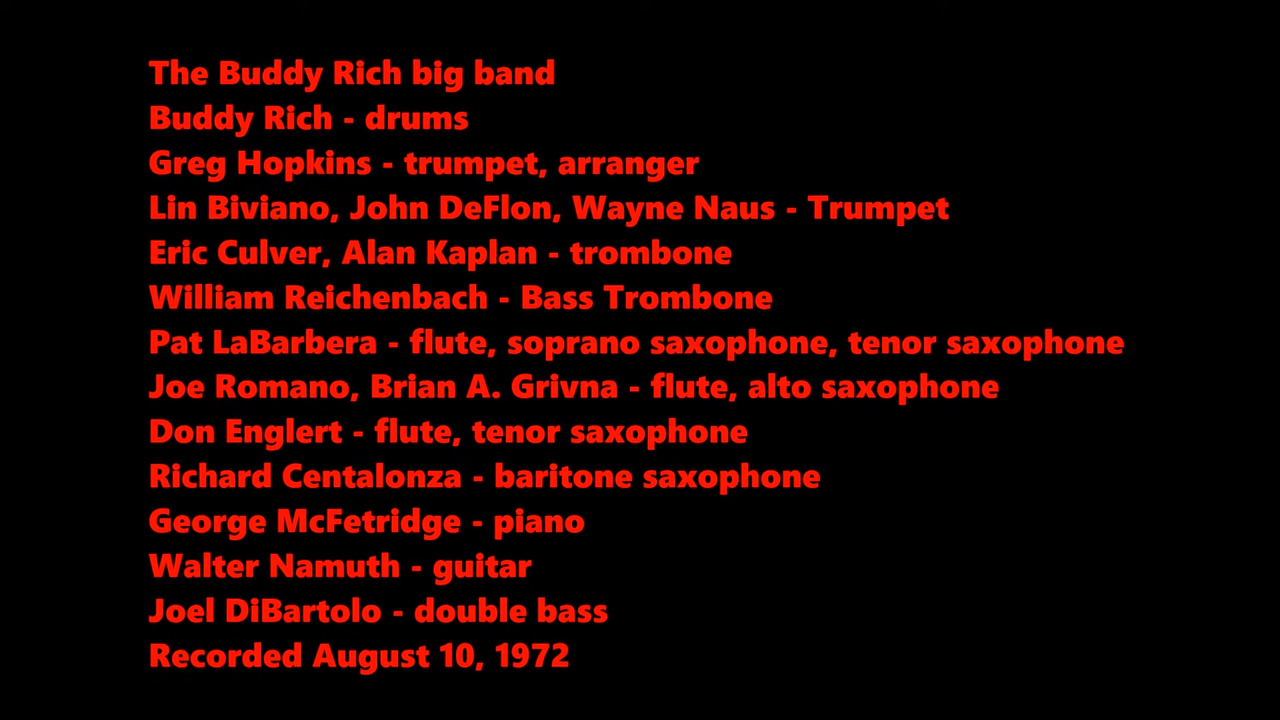 The Buddy Rich big band
Buddy Rich - drums
Greg Hopkins - trumpet, arranger
Lin Biviano, John DeFlon, Wayne Naus - Trumpet
Eric Culver, Alan Kaplan - trombone
William Reichenbach - Bass Trombone
Pat LaBarbera - flute, soprano saxophone, tenor saxophone
Joe Romano, Brian A. Grivna - flute, alto saxophone
Don Englert - flute, tenor saxophone
Richard Centalonza - baritone saxophone
George McFetridge - piano
Walter Namuth - guitar
Joel DiBartolo - double bass
Recorded August 10, 1972